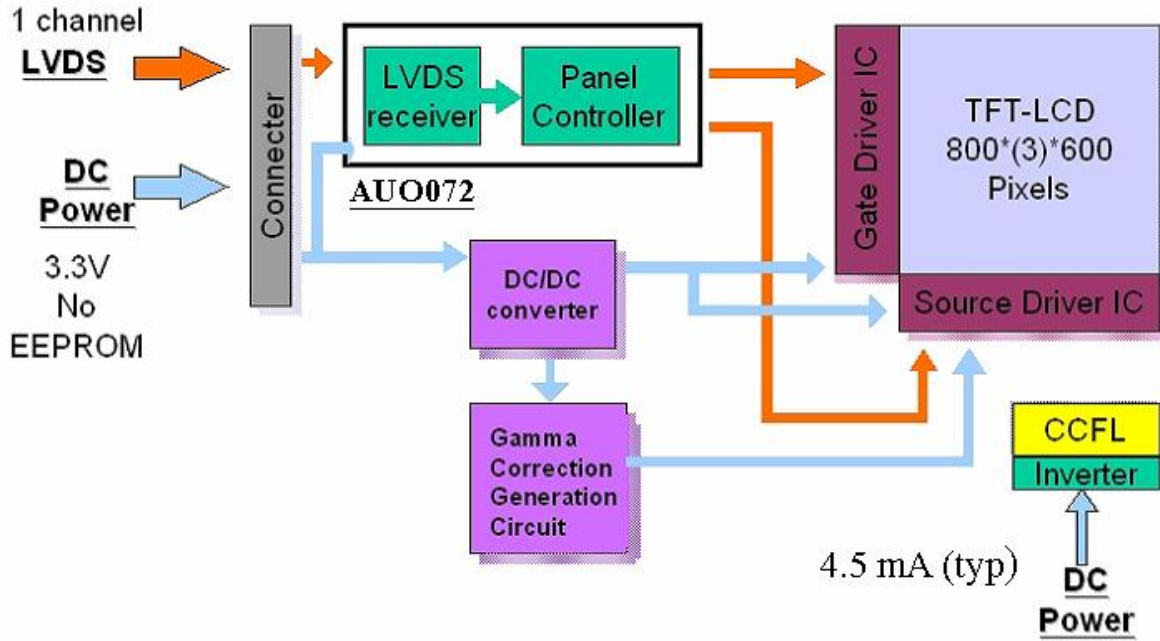 1 channel
LVDS
DC
Power
3.3V
No
EEPROM
Connecter
LVDS
receiver
Panel
Controller
AUO072
DC/DC
converter
Gamma
Correction
Generation
Circuit
Gate Driver IC
TFT-LCD
800*(3)*600
Pixels
Source Driver IC
CCFL
Inverter
4.5 mA (typ)
DC
Power